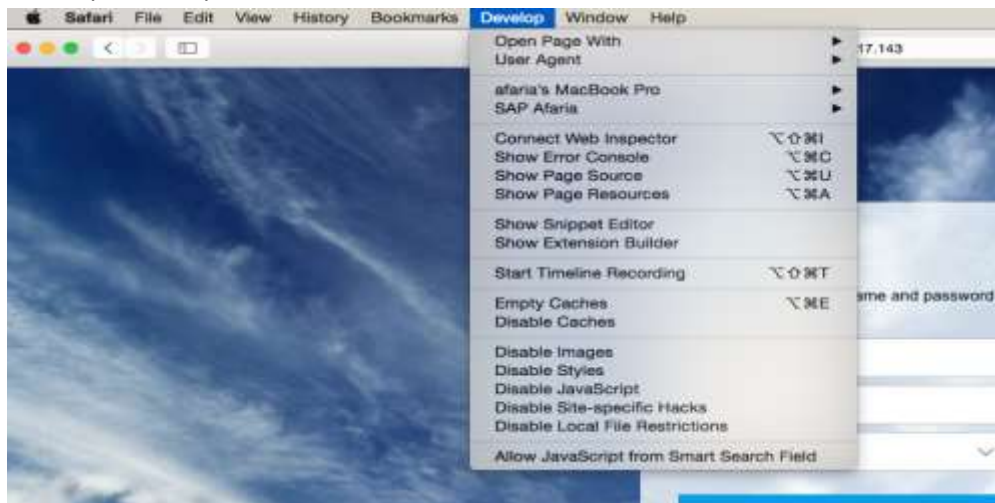 Safari File Edit View History Bookmarks Develop Window Help
17.143
Open Page With
User Agent
afaria's MacBook Pro
SAP Afaria
Connect Web Inspector ⌥⇧⌘I
Show Error Console ⌥⌘C
Show Page Source ⌥⌘U
Show Page Resources ⌥⌘A
Show Snippet Editor
Show Extension Builder
Start Timeline Recording ⌥⇧⌘T
Empty Caches ⌥⌘E
ame and password
Disable Caches
Disable Images
Disable Styles
Disable JavaScript
Disable Site-specific Hacks
Disable Local File Restrictions
Allow JavaScript from Smart Search Field